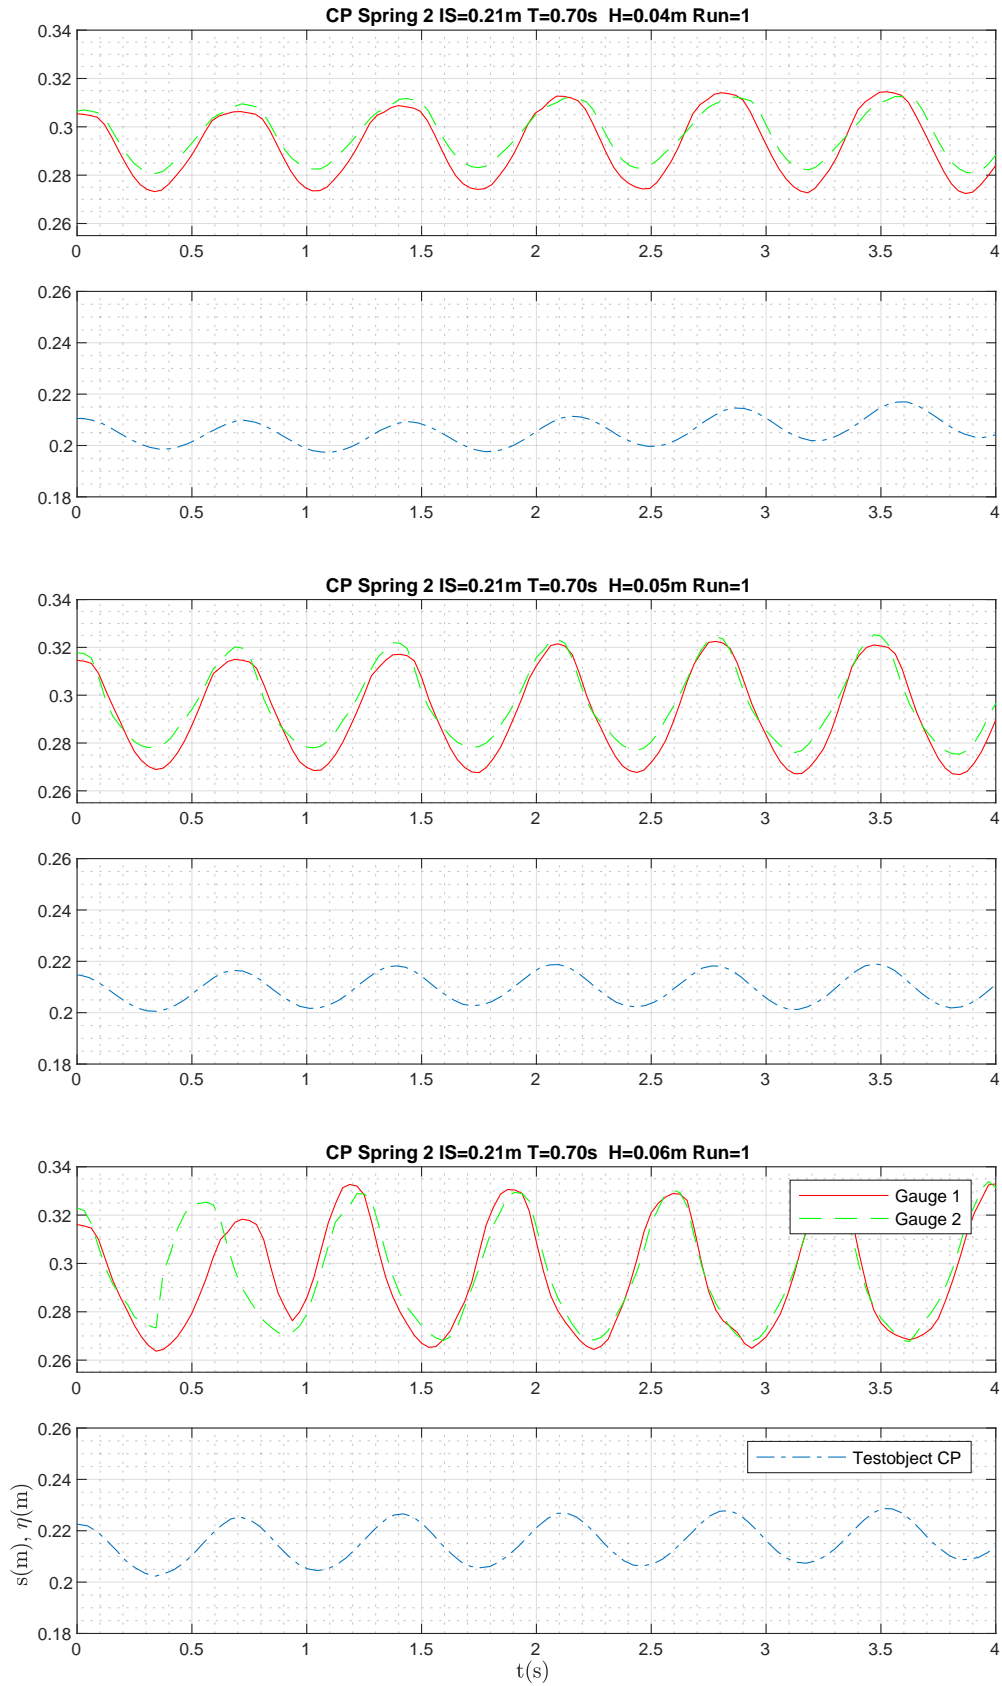 CP Spring 2 IS=0.21m T=0.70s  H=0.04m Run=1
0.34
0.32
0.3
0.28
0.26
0 0.5 1 1.5 2 2.5 3 3.5 4
0.26
0.24
0.22
0.2
0.18
0 0.5 1 1.5 2 2.5 3 3.5 4
CP Spring 2 IS=0.21m T=0.70s  H=0.05m Run=1
0.34
0.32
0.3
0.28
0.26
0 0.5 1 1.5 2 2.5 3 3.5 4
0.26
0.24
0.22
0.2
0.18
0 0.5 1 1.5 2 2.5 3 3.5 4
CP Spring 2 IS=0.21m T=0.70s  H=0.06m Run=1
0.34
0.32
0.3
0.28
0.26
Gauge 1
Gauge 2
0 0.5 1 1.5 2 2.5 3 3.5 4
0.26
0.24
0.22
0.2
0.18
Testobject CP
s(m), η(m)
0 0.5 1 1.5 2 2.5 3 3.5 4
t(s)